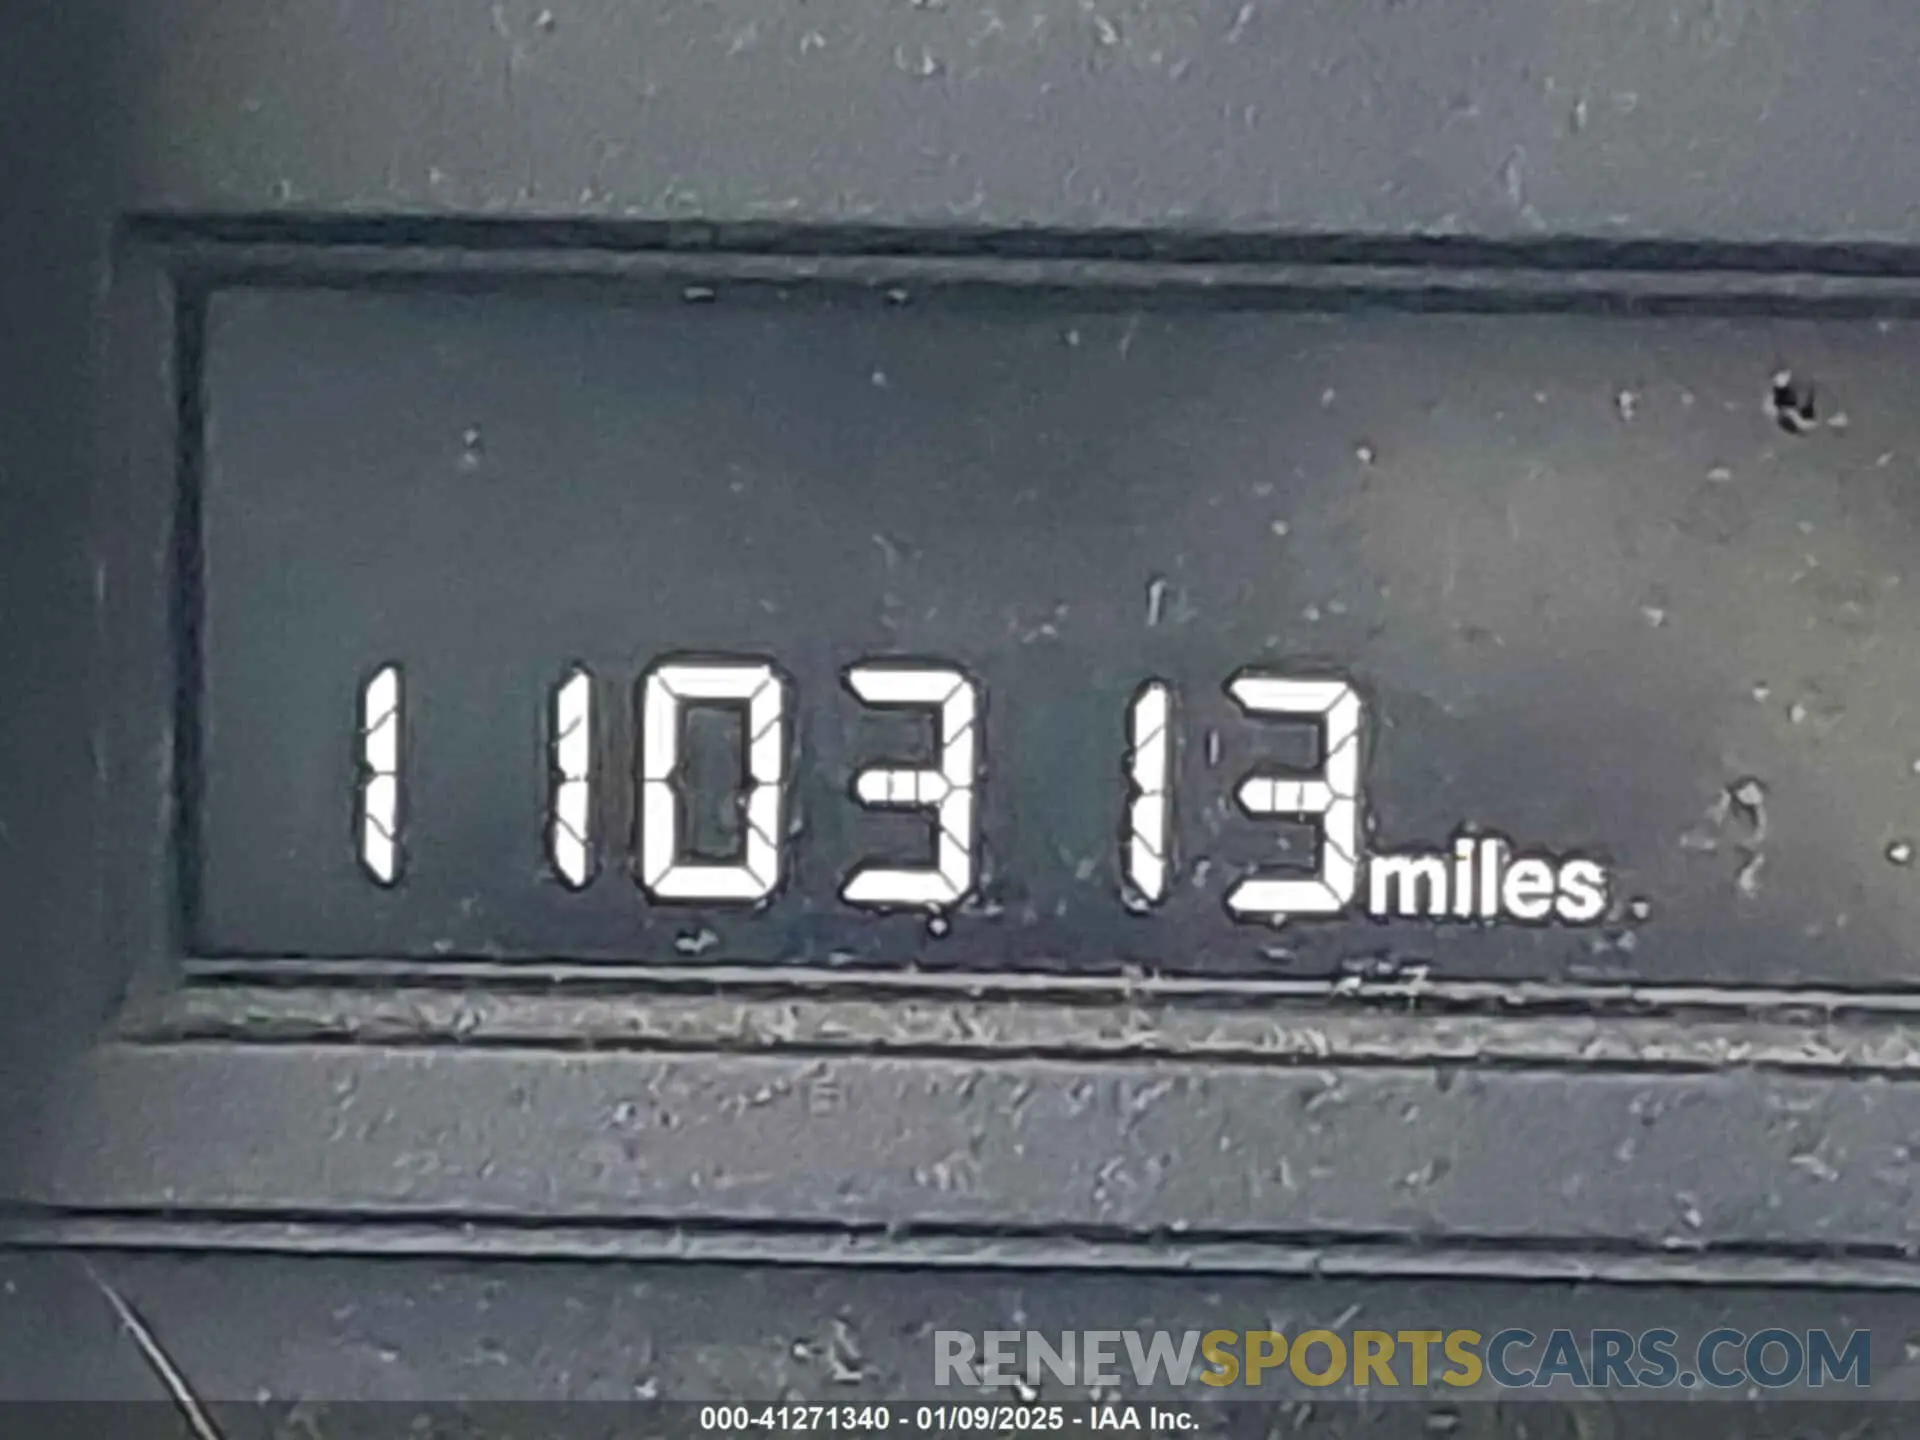 110313 miles
RENEWSPORTSCARS.COM
000-41271340 - 01/09/2025 - IAA Inc.